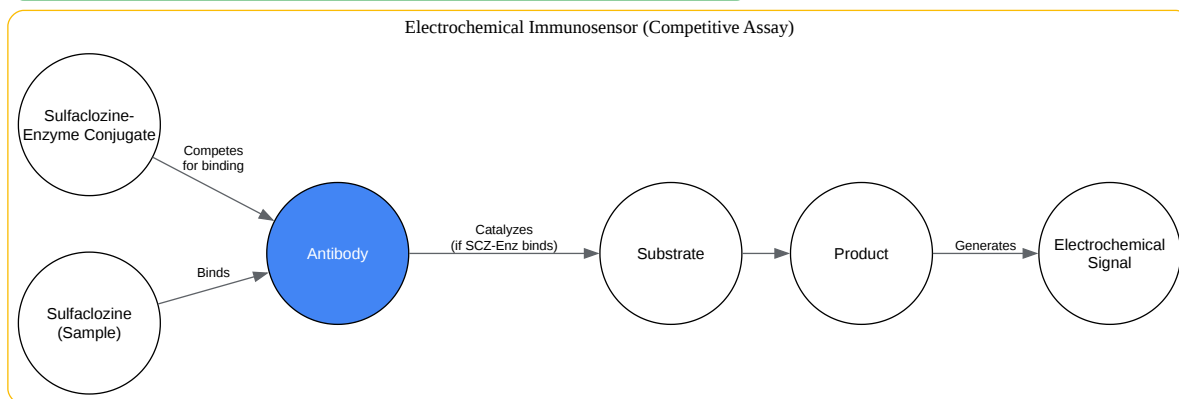 Electrochemical Immunosensor (Competitive Assay)
Sulfaclozine-
Enzyme Conjugate
Competes
for binding
Sulfaclozine
(Sample)
Binds
Antibody
Catalyzes
(if SCZ-Enz binds)
Substrate
Product
Generates
Electrochemical
Signal